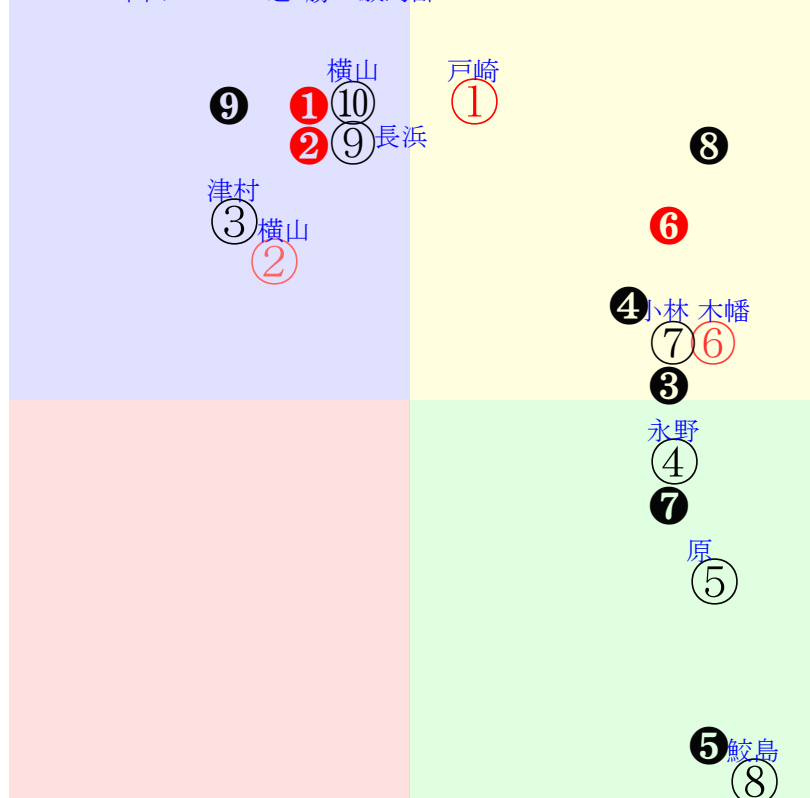 横山 戸崎
❾ ❶ ⑩ ①
❷ ⑨ 長浜 ❽
津村
③ 横山 ❻
②
❹ 小林 木幡
⑦ ⑥
❸
永野
④
❼
原
⑤
❺ 鮫島
⑧